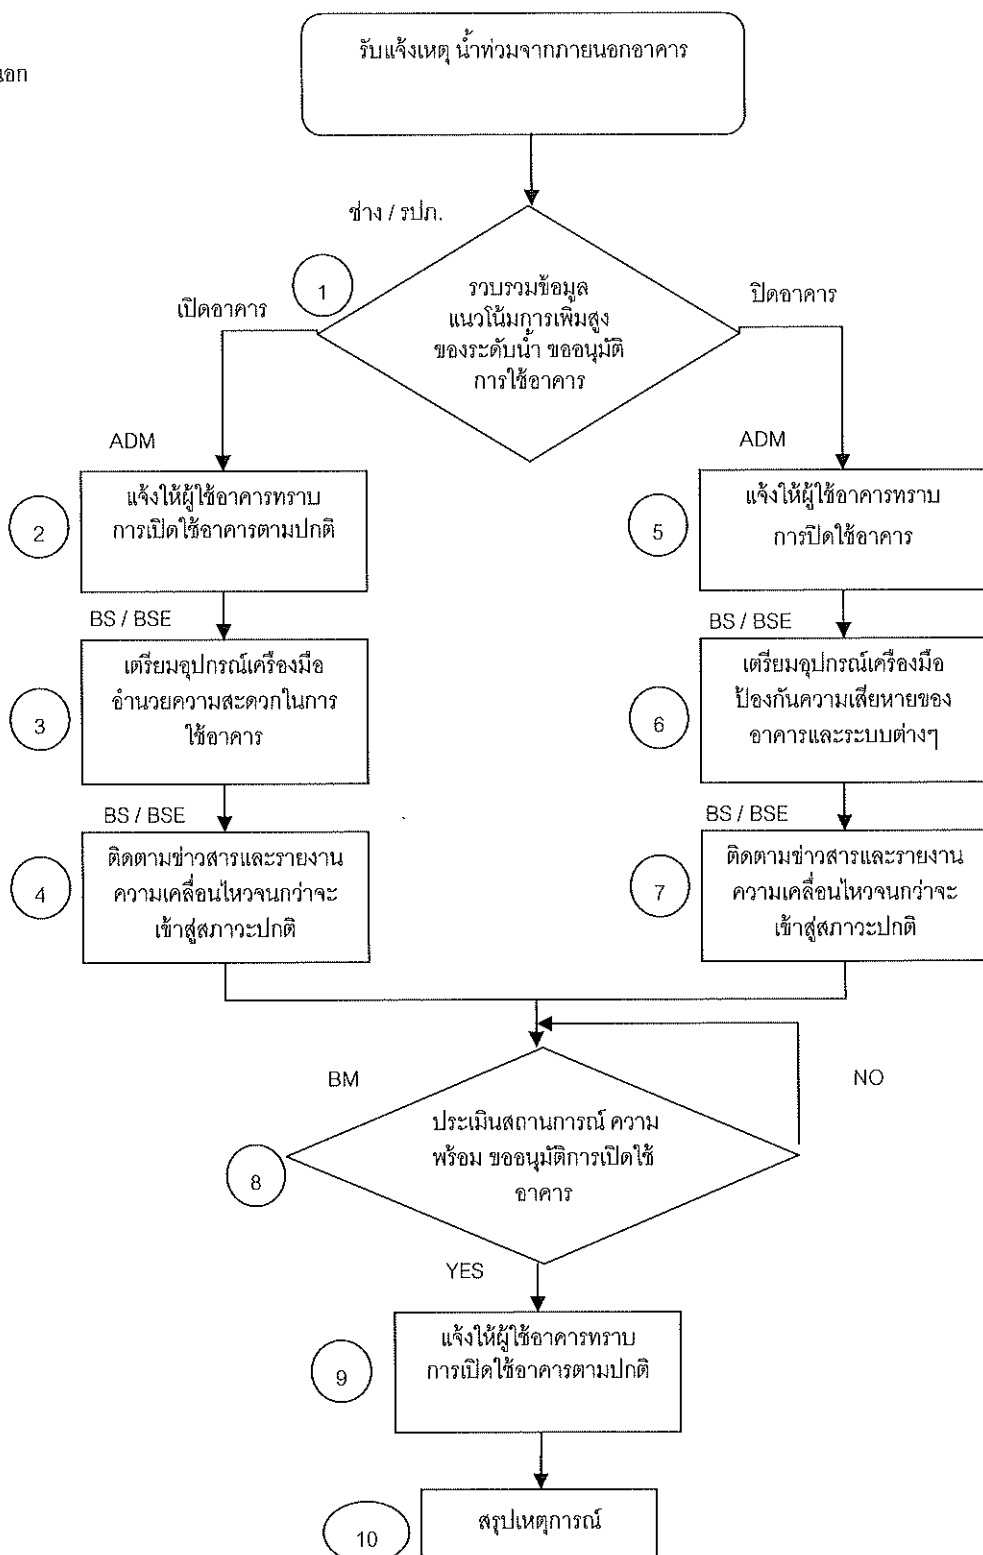 รับแจ้งเหตุ น้ำท่วมจากภายนอกอาคาร
ช่าง / รปภ.
1
รวบรวมข้อมูล
แนวโน้มการเพิ่มสูง
ของระดับน้ำ ขออนุมัติ
การใช้อาคาร
เปิดอาคาร
ปิดอาคาร
ADM
2
แจ้งให้ผู้ใช้อาคารทราบ
การเปิดใช้อาคารตามปกติ
BS / BSE
3
เตรียมอุปกรณ์เครื่องมือ
อำนวยความสะดวกในการ
ใช้อาคาร
BS / BSE
4
ติดตามข่าวสารและรายงาน
ความเคลื่อนไหวจนกว่าจะ
เข้าสู่สภาวะปกติ
ADM
5
แจ้งให้ผู้ใช้อาคารทราบ
การปิดใช้อาคาร
BS / BSE
6
เตรียมอุปกรณ์เครื่องมือ
ป้องกันความเสียหายของ
อาคารและระบบต่างๆ
BS / BSE
7
ติดตามข่าวสารและรายงาน
ความเคลื่อนไหวจนกว่าจะ
เข้าสู่สภาวะปกติ
BM
NO
8
ประเมินสถานการณ์ ความ
พร้อม ขออนุมัติการเปิดใช้
อาคาร
YES
9
แจ้งให้ผู้ใช้อาคารทราบ
การเปิดใช้อาคารตามปกติ
10
สรุปเหตุการณ์